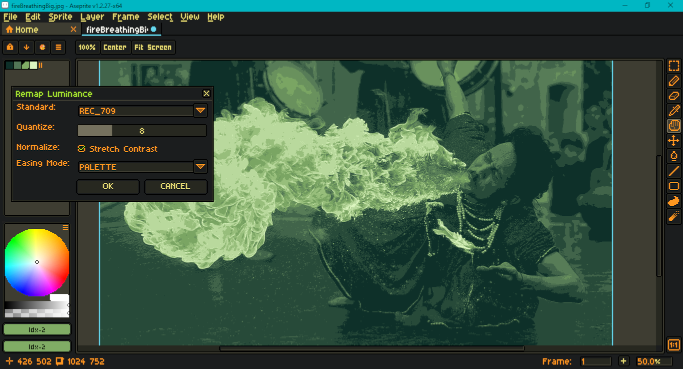 fireBreathingBig.jpg - Aseprite v1.2.27-x64
File Edit Sprite Layer Frame Select View Help
Home fireBreathingBi
100% Center Fit Screen
Remap Luminance
Standard: REC_709
Quantize: 8
Normalize: Stretch Contrast
Easing Mode: PALETTE
OK CANCEL
Idx-2
Idx-2
1:1
426 502 1024 752 Frame: 1 + 50.0%